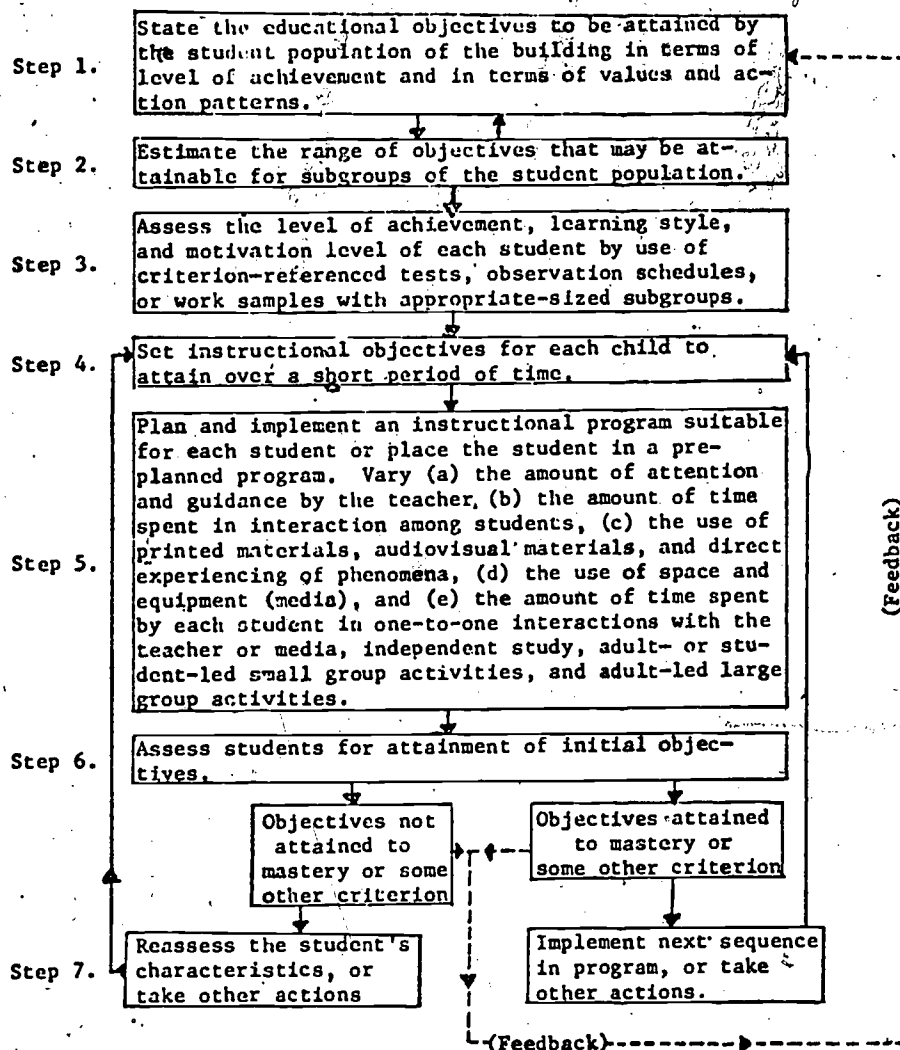 State the educational objectives to be attained by
the student population of the building in terms of
Step 1.
level of achievement and in terms of values and ac-
tion patterns.
Step 2.
Estimate the range of objectives that may be at-
tainable for subgroups of the student population.
Step 3.
Assess the level of achievement, learning style,
and motivation level of each student by use of
criterion-referenced tests, observation schedules,
or work samples with appropriate-sized subgroups.
Step 4.
Set instructional objectives for each child to
attain over a short period of time.
Step 5.
Plan and implement an instructional program suitable
for each student or place the student in a pre-
planned program. Vary (a) the amount of attention
and guidance by the teacher, (b) the amount of time
spent in interaction among students, (c) the use of
printed materials, audiovisual materials, and direct
experiencing of phenomena, (d) the use of space and
equipment (media), and (e) the amount of time spent
by each student in one-to-one interactions with the
teacher or media, independent study, adult- or stu-
dent-led small group activities, and adult-led large
group activities.
(Feedback)
Step 6.
Assess students for attainment of initial objec-
tives.
Objectives not
attained to
mastery or some
other criterion
Objectives attained
to mastery or
some other criterion
Step 7.
Reassess the student's
characteristics, or
take other actions
Implement next sequence
in program, or take
other actions.
(Feedback)